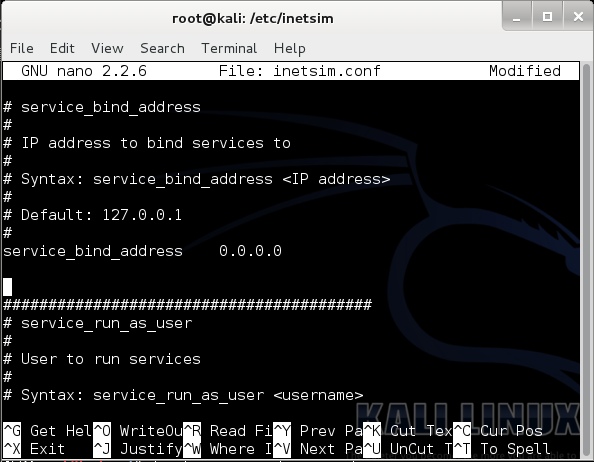 root@kali: /etc/inetsim
File Edit View Search Terminal Help
GNU nano 2.2.6 File: inetsim.conf Modified
# service_bind_address
#
# IP address to bind services to
#
# Syntax: service_bind_address <IP address>
#
# Default: 127.0.0.1
#
service_bind_address 0.0.0.0
#########################################
# service_run_as_user
#
# User to run services
#
# Syntax: service_run_as_user <username>
KALI LINUX
^G Get Hel^O WriteOu^R Read Fi^Y Prev Pa^K Cut Tex^C Cur Pos
^X Exit ^J Justify^W Where I^V Next Pa^U UnCut T^T To Spell